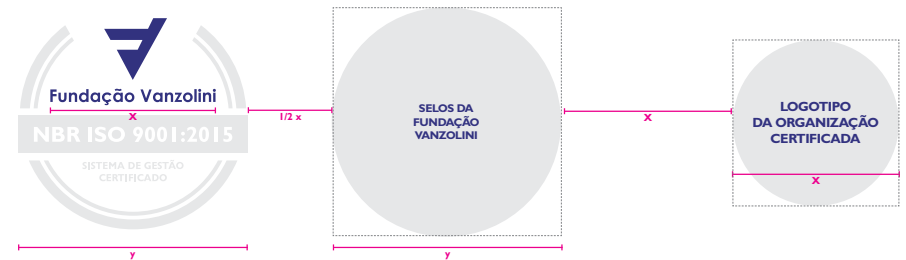 Fundação Vanzolini
x
NBR ISO 9001:2015
SISTEMA DE GESTÃO
CERTIFICADO
y
1/2 x
SELOS DA
FUNDAÇÃO
VANZOLINI
y
x
LOGOTIPO
DA ORGANIZAÇÃO
CERTIFICADA
x